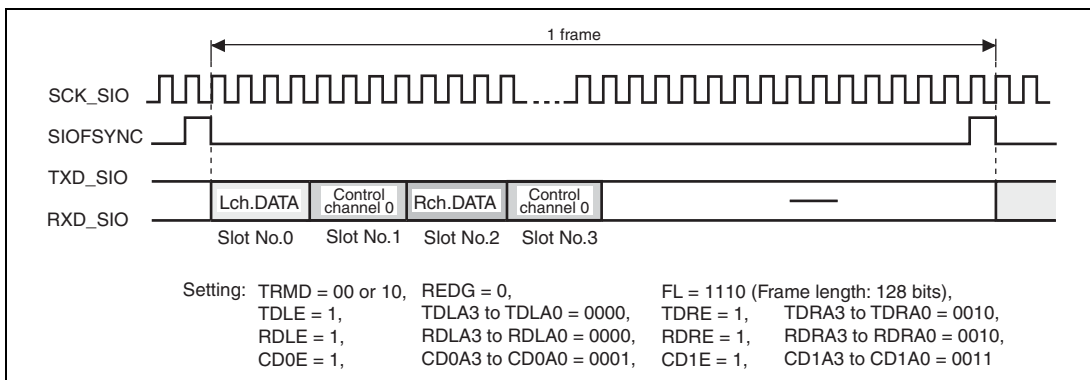 1 frame
SCK_SIO
SIOFSYNC
TXD_SIO
RXD_SIO
Lch.DATA
Control channel 0
Rch.DATA
Control channel 0
Slot No.0 Slot No.1 Slot No.2 Slot No.3
Setting: TRMD = 00 or 10, REDG = 0, FL = 1110 (Frame length: 128 bits),
TDLE = 1, TDLA3 to TDLA0 = 0000, TDRE = 1, TDRA3 to TDRA0 = 0010,
RDLE = 1, RDLA3 to RDLA0 = 0000, RDRE = 1, RDRA3 to RDRA0 = 0010,
CD0E = 1, CD0A3 to CD0A0 = 0001, CD1E = 1, CD1A3 to CD1A0 = 0011